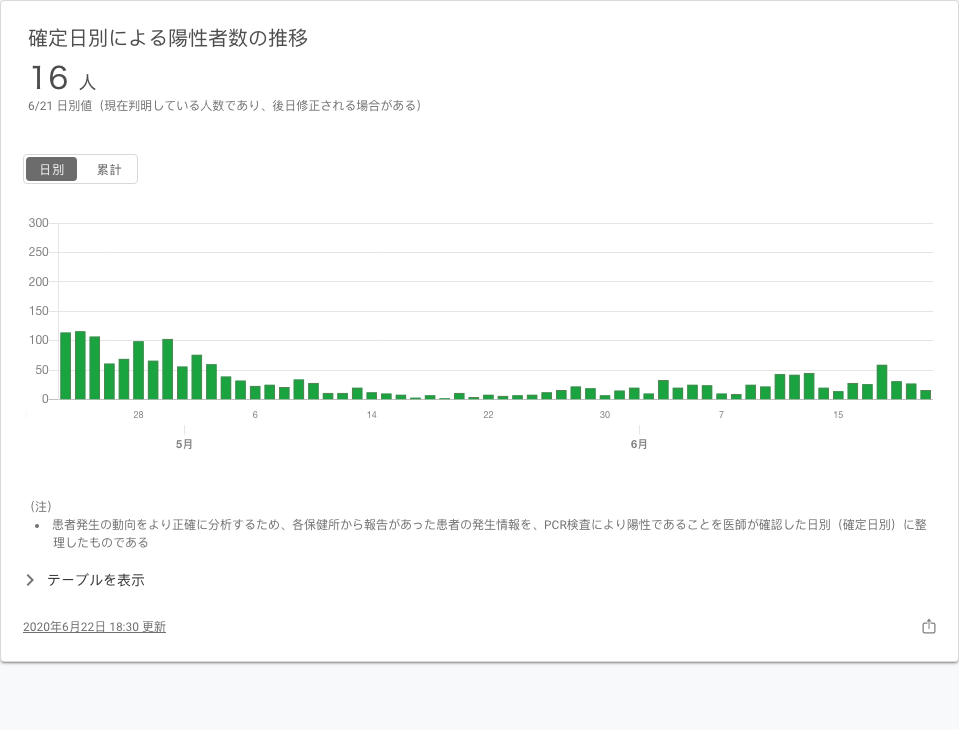 確定日別による陽性者数の推移
16 人
6/21 日別値（現在判明している人数であり、後日修正される場合がある）
日別 累計
300
250
200
150
100
50
0
28 6 14 22 30 7 15
5月 6月
（注）
• 患者発生の動向をより正確に分析するため、各保健所から報告があった患者の発生情報を、PCR検査により陽性であることを医師が確認した日別（確定日別）に整
理したものである
テーブルを表示
2020年6月22日 18:30 更新